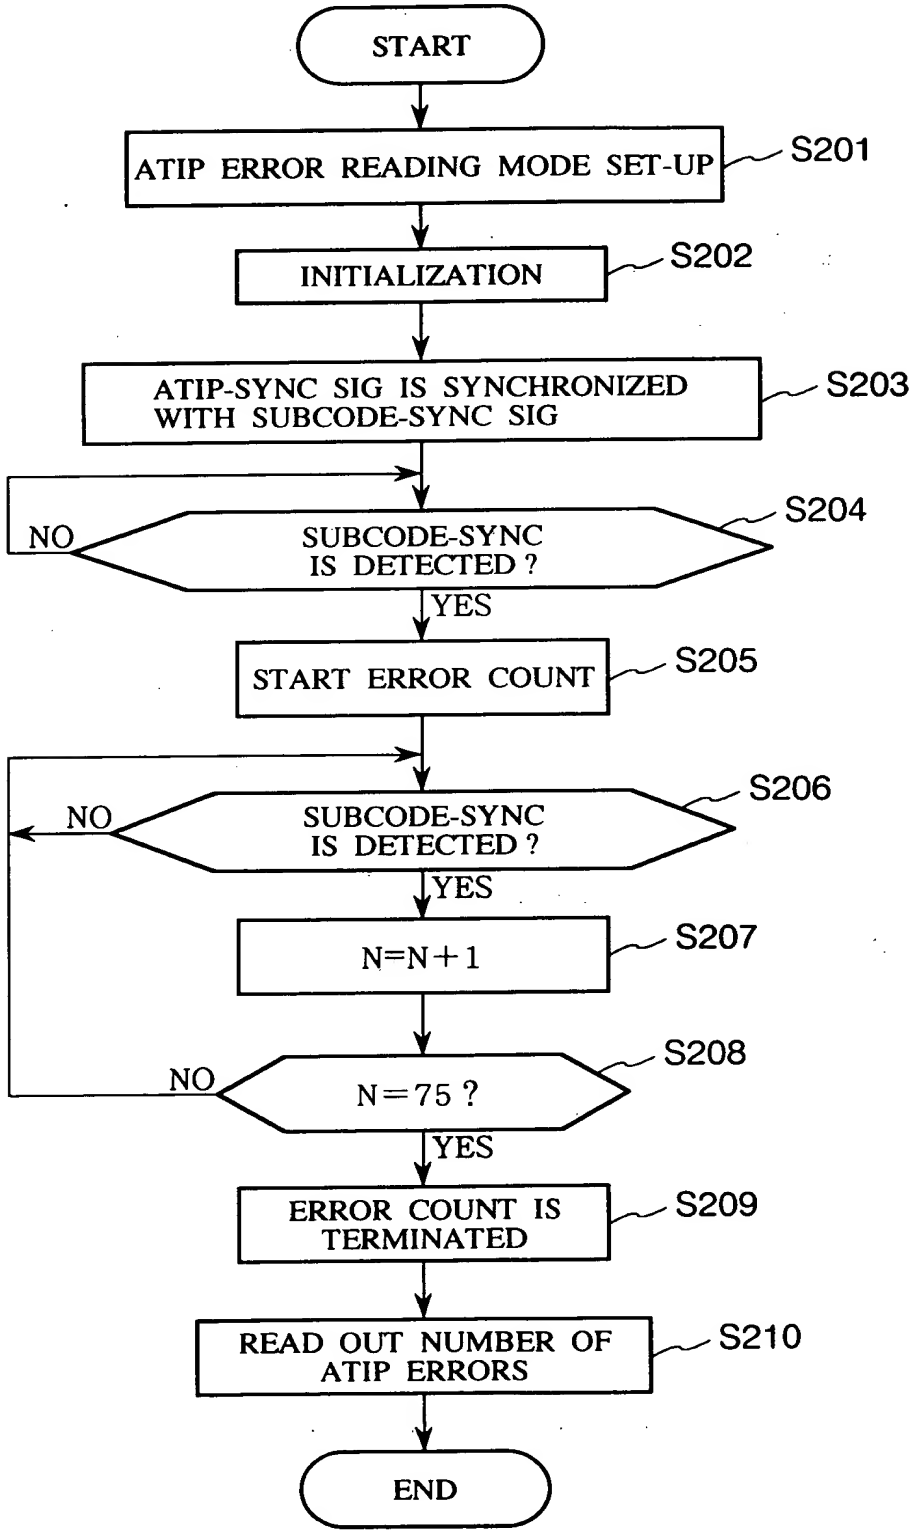 START
ATIP ERROR READING MODE SET-UP
S201
INITIALIZATION
S202
ATIP-SYNC SIG IS SYNCHRONIZED
WITH SUBCODE-SYNC SIG
S203
NO
SUBCODE-SYNC
IS DETECTED ?
S204
YES
START ERROR COUNT
S205
NO
SUBCODE-SYNC
IS DETECTED ?
S206
YES
N=N+1
S207
NO
N=75 ?
S208
YES
ERROR COUNT IS
TERMINATED
S209
READ OUT NUMBER OF
ATIP ERRORS
S210
END